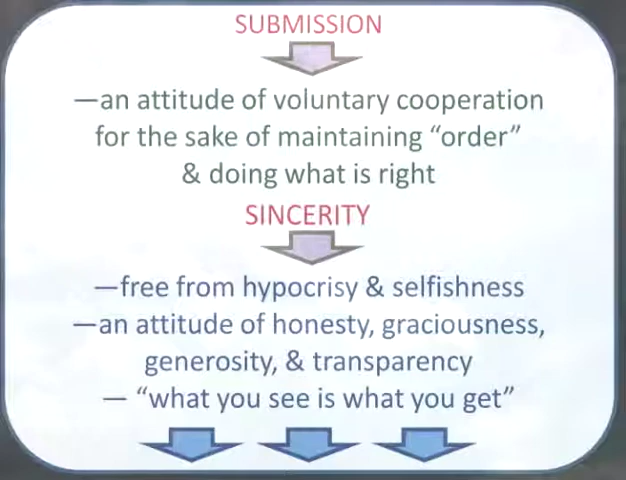 SUBMISSION
—an attitude of voluntary cooperation
for the sake of maintaining “order”
& doing what is right
SINCERITY
—free from hypocrisy & selfishness
—an attitude of honesty, graciousness,
generosity, & transparency
— “what you see is what you get”